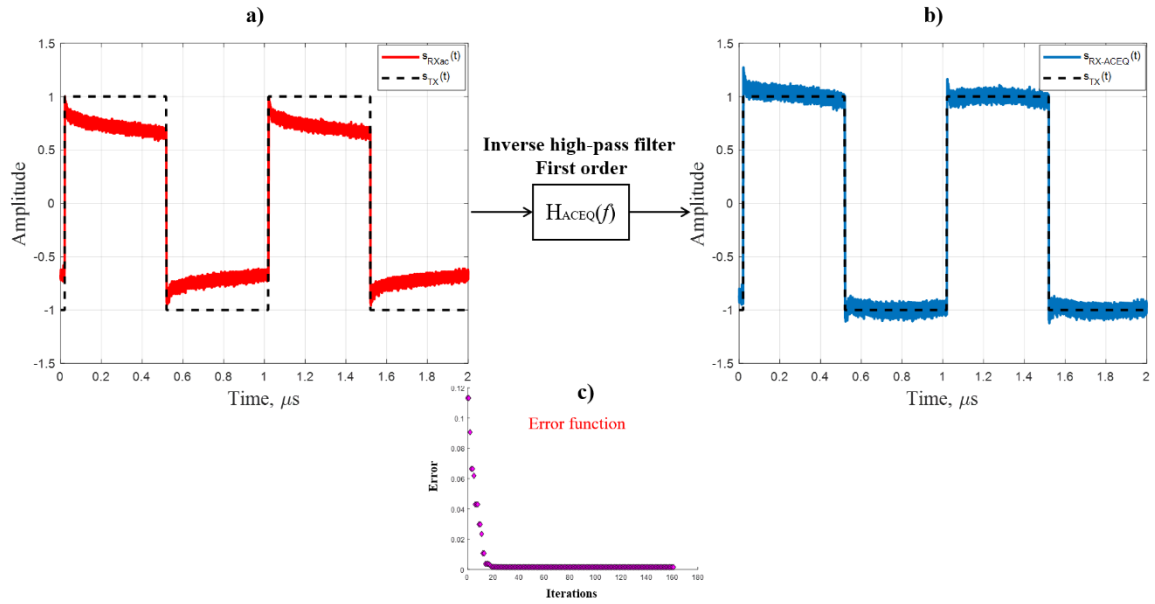 a)
1.5
1
0.5
0
-0.5
-1
-1.5
Amplitude
0 0.2 0.4 0.6 0.8 1 1.2 1.4 1.6 1.8 2
Time, μs
s_RXac(t)
s_TX(t)
Inverse high-pass filter
First order
H_ACEQ(f)
b)
1.5
1
0.5
0
-0.5
-1
-1.5
Amplitude
0 0.2 0.4 0.6 0.8 1 1.2 1.4 1.6 1.8 2
Time, μs
s_RX-ACEQ(t)
s_TX(t)
c)
Error function
0.12
0.1
0.08
0.06
0.04
0.02
0
Error
0 20 40 60 80 100 120 140 160 180
Iterations